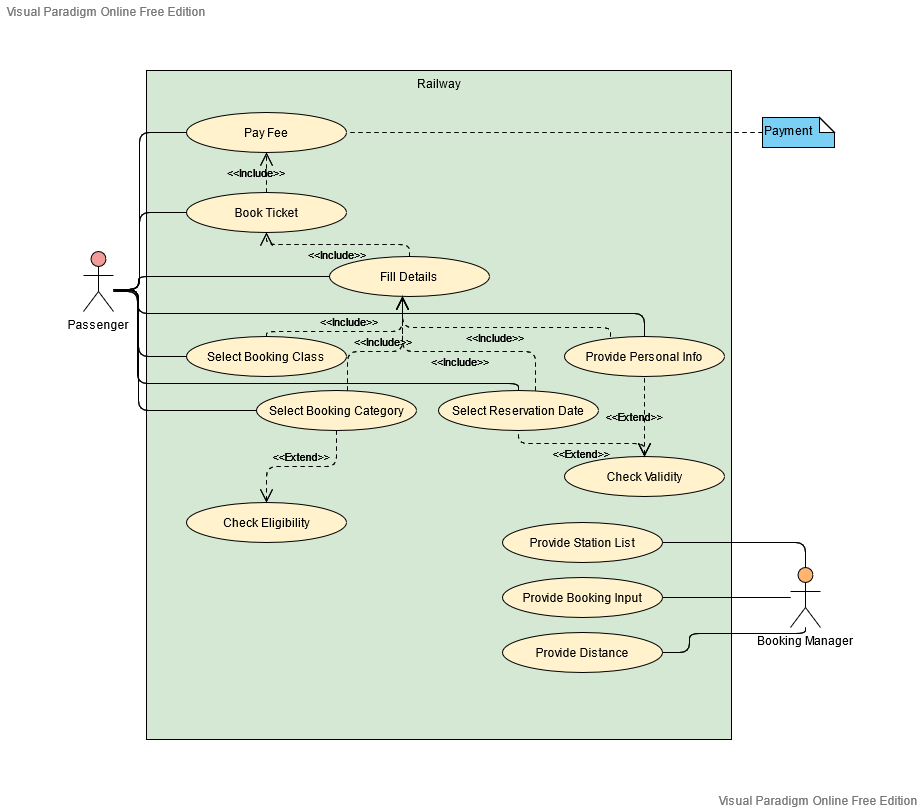 Visual Paradigm Online Free Edition
Railway
Pay Fee
Payment
<<Include>>
Book Ticket
<<Include>>
Fill Details
Passenger
<<Include>>
<<Include>>
<<Include>>
<<Include>>
Select Booking Class
Provide Personal Info
Select Booking Category
Select Reservation Date
<<Extend>>
<<Extend>>
<<Extend>>
Check Validity
Check Eligibility
Provide Station List
Provide Booking Input
Booking Manager
Provide Distance
Visual Paradigm Online Free Edition